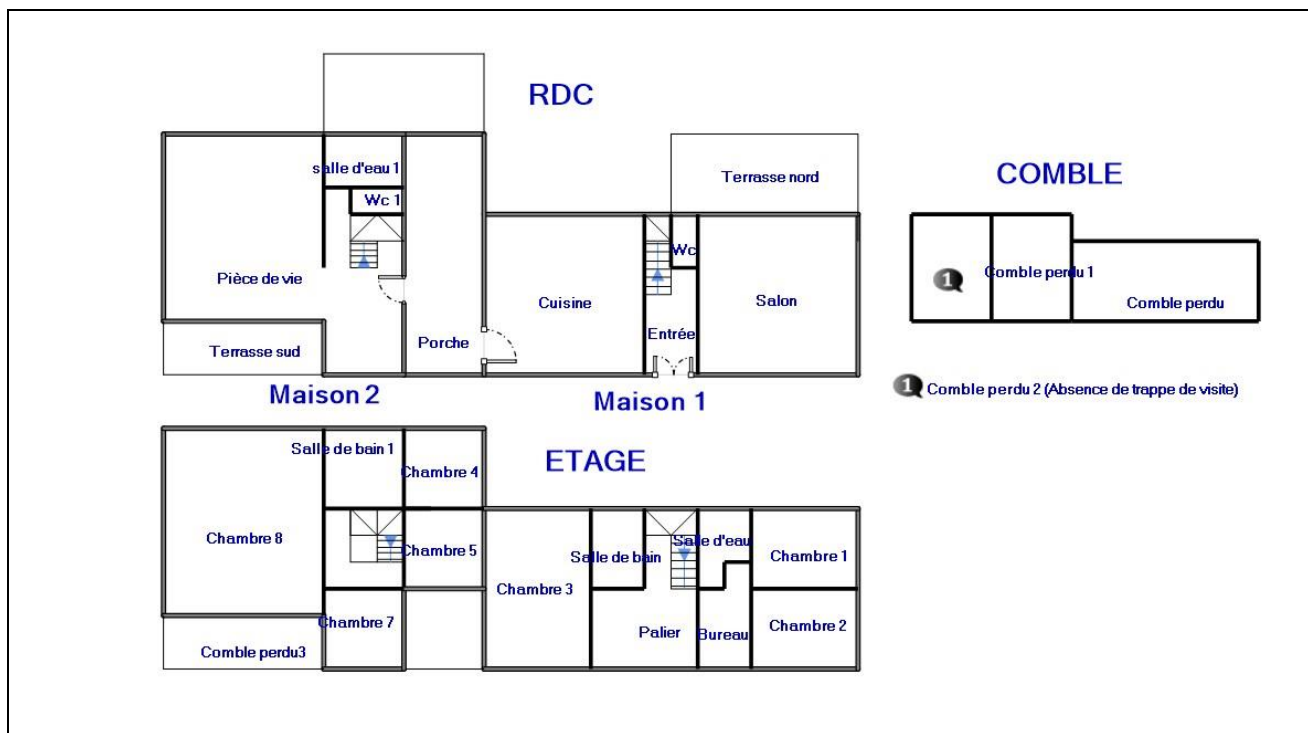 RDC
salle d'eau 1
Wc 1
Pièce de vie
Terrasse sud
Porche
Cuisine
Wc
Entrée
Salon
Terrasse nord
COMBLE
1
Comble perdu 1
Comble perdu
1 Comble perdu 2 (Absence de trappe de visite)
Maison 2
Maison 1
ETAGE
Salle de bain 1
Chambre 4
Chambre 8
Chambre 5
Chambre 7
Comble perdu3
Chambre 3
Salle de bain
Salle d'eau
Chambre 1
Palier
Bureau
Chambre 2